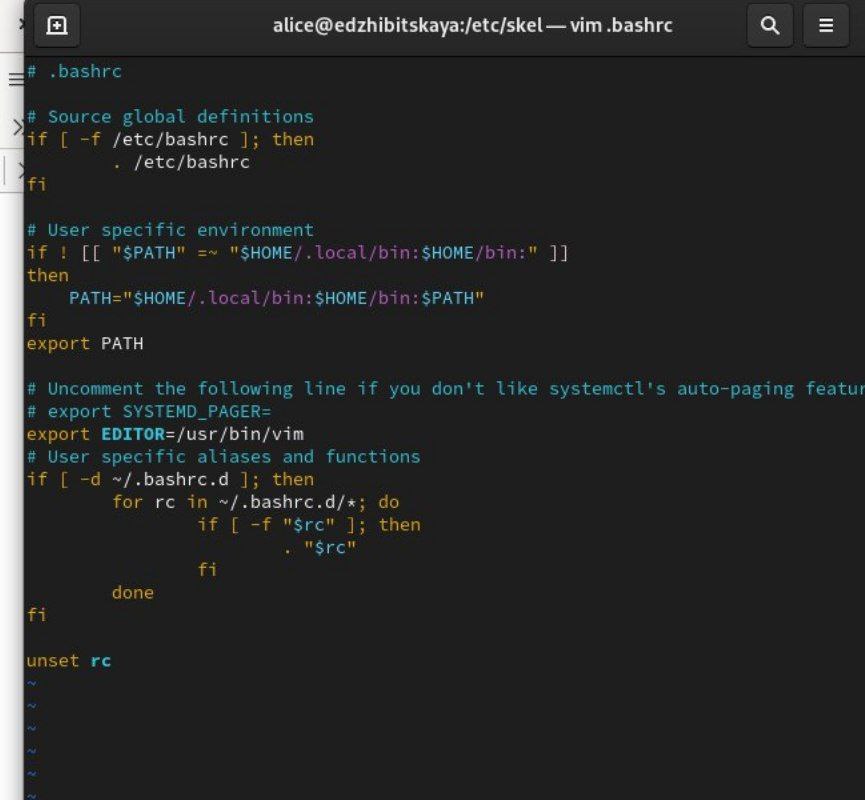 alice@edzhibitskaya:/etc/skel — vim .bashrc
# .bashrc
# Source global definitions
if [ -f /etc/bashrc ]; then
        . /etc/bashrc
fi
# User specific environment
if ! [[ "$PATH" =~ "$HOME/.local/bin:$HOME/bin:" ]]
then
    PATH="$HOME/.local/bin:$HOME/bin:$PATH"
fi
export PATH
# Uncomment the following line if you don't like systemctl's auto-paging featur
# export SYSTEMD_PAGER=
export EDITOR=/usr/bin/vim
# User specific aliases and functions
if [ -d ~/.bashrc.d ]; then
        for rc in ~/.bashrc.d/*; do
                if [ -f "$rc" ]; then
                        . "$rc"
                fi
        done
fi
unset rc
~
~
~
~
~
~